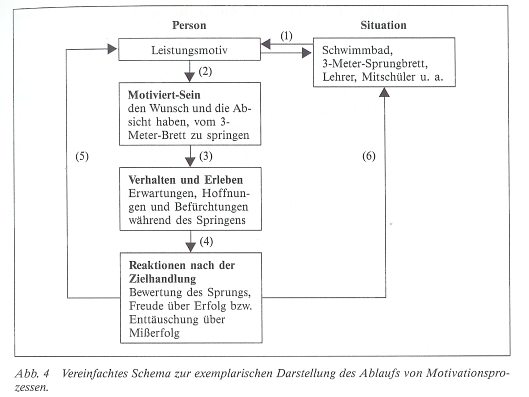 Person
Situation
(1)
Leistungsmotiv
Schwimmbad,
3-Meter-Sprungbrett,
Lehrer, Mitschüler u. a.
(2)
Motiviert-Sein
den Wunsch und die Ab-
sicht haben, vom 3-
Meter-Brett zu springen
(5)
(3)
(6)
Verhalten und Erleben
Erwartungen, Hoffnun-
gen und Befürchtungen
während des Springens
(4)
Reaktionen nach der
Zielhandlung
Bewertung des Sprungs,
Freude über Erfolg bzw.
Enttäuschung über
Mißerfolg
Abb. 4 Vereinfachtes Schema zur exemplarischen Darstellung des Ablaufs von Motivationspro-
zessen.